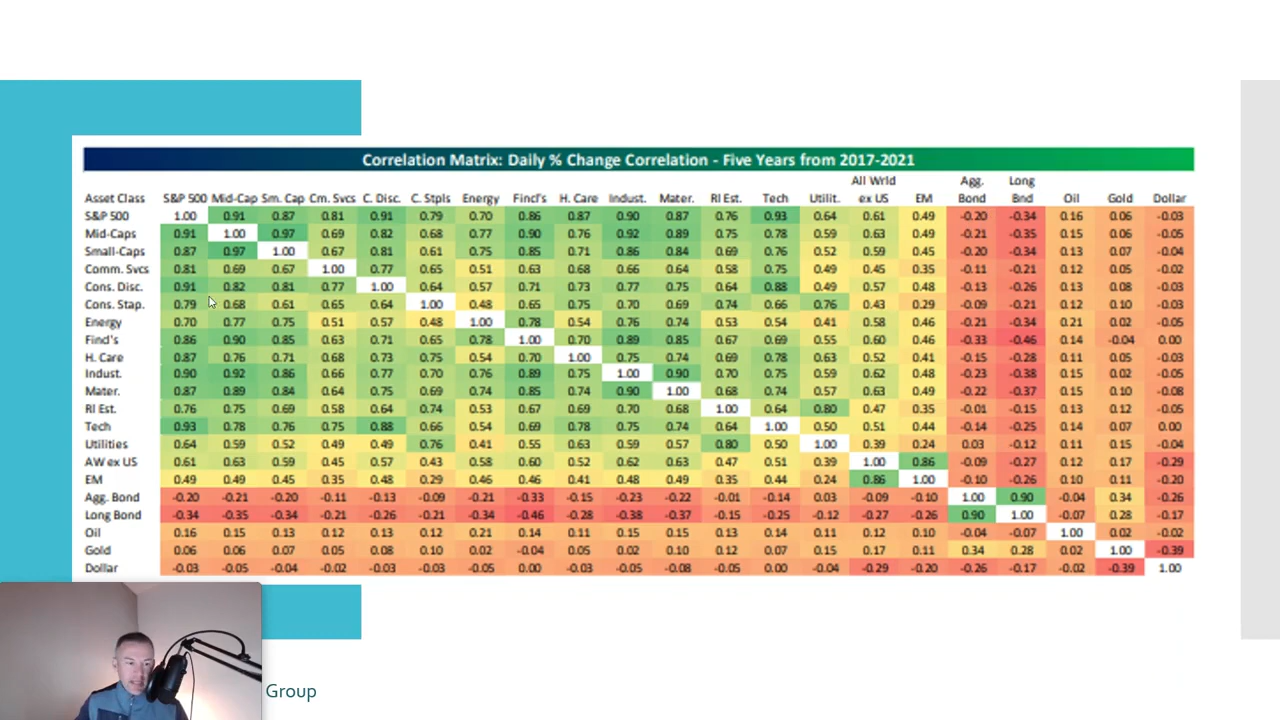 Correlation Matrix: Daily % Change Correlation - Five Years from 2017-2021
All Wrld Agg. Long
Asset Class S&P 500 Mid-Cap Sm. Cap Cm. Svcs C. Disc. C. Stpls Energy Fincl's H. Care Indust. Mater. Rl Est. Tech Utilit. ex US EM Bond Bnd Oil Gold Dollar
S&P 500 1.00 0.91 0.87 0.81 0.91 0.79 0.70 0.86 0.87 0.90 0.87 0.76 0.93 0.64 0.61 0.49 -0.20 -0.34 0.16 0.06 -0.03
Mid-Caps 0.91 1.00 0.97 0.69 0.82 0.68 0.77 0.90 0.76 0.92 0.89 0.75 0.78 0.59 0.63 0.49 -0.21 -0.35 0.15 0.06 -0.05
Small-Caps 0.87 0.97 1.00 0.67 0.81 0.61 0.75 0.85 0.71 0.86 0.84 0.69 0.76 0.52 0.59 0.45 -0.20 -0.34 0.13 0.07 -0.04
Comm. Svcs 0.81 0.69 0.67 1.00 0.77 0.65 0.51 0.63 0.68 0.66 0.64 0.58 0.75 0.49 0.45 0.35 -0.11 -0.21 0.12 0.05 -0.02
Cons. Disc. 0.91 0.82 0.81 0.77 1.00 0.64 0.57 0.71 0.73 0.77 0.75 0.64 0.88 0.49 0.57 0.48 -0.13 -0.26 0.13 0.08 -0.03
Cons. Stap. 0.79 0.68 0.61 0.65 0.64 1.00 0.48 0.65 0.75 0.70 0.69 0.74 0.66 0.76 0.43 0.29 -0.09 -0.21 0.12 0.10 -0.03
Energy 0.70 0.77 0.75 0.51 0.57 0.48 1.00 0.78 0.54 0.76 0.74 0.53 0.54 0.41 0.58 0.46 -0.21 -0.34 0.21 0.02 -0.05
Fincl's 0.86 0.90 0.85 0.63 0.71 0.65 0.78 1.00 0.70 0.89 0.85 0.67 0.69 0.55 0.60 0.46 -0.33 -0.46 0.14 -0.04 0.00
H. Care 0.87 0.76 0.71 0.68 0.73 0.75 0.54 0.70 1.00 0.75 0.74 0.69 0.78 0.63 0.52 0.41 -0.15 -0.28 0.11 0.05 -0.03
Indust. 0.90 0.92 0.86 0.66 0.77 0.70 0.76 0.89 0.75 1.00 0.90 0.70 0.75 0.59 0.62 0.48 -0.23 -0.38 0.15 0.02 -0.05
Mater. 0.87 0.89 0.84 0.64 0.75 0.69 0.74 0.85 0.74 0.90 1.00 0.68 0.74 0.57 0.63 0.49 -0.22 -0.37 0.15 0.10 -0.08
Rl Est. 0.76 0.75 0.69 0.58 0.64 0.74 0.53 0.67 0.69 0.70 0.68 1.00 0.64 0.80 0.47 0.35 -0.01 -0.15 0.13 0.12 -0.05
Tech 0.93 0.78 0.76 0.75 0.88 0.66 0.54 0.69 0.78 0.75 0.74 0.64 1.00 0.50 0.51 0.44 -0.14 -0.25 0.14 0.07 0.00
Utilities 0.64 0.59 0.52 0.49 0.49 0.76 0.41 0.55 0.63 0.59 0.57 0.80 0.50 1.00 0.39 0.24 0.03 -0.12 0.11 0.15 -0.04
AW ex US 0.61 0.63 0.59 0.45 0.57 0.43 0.58 0.60 0.52 0.62 0.63 0.47 0.51 0.39 1.00 0.86 -0.09 -0.27 0.12 0.17 -0.29
EM 0.49 0.49 0.45 0.35 0.48 0.29 0.46 0.46 0.41 0.48 0.49 0.35 0.44 0.24 0.86 1.00 -0.10 -0.26 0.10 0.11 -0.20
Agg. Bond -0.20 -0.21 -0.20 -0.11 -0.13 -0.09 -0.21 -0.33 -0.15 -0.23 -0.22 -0.01 -0.14 0.03 -0.09 -0.10 1.00 0.90 -0.04 0.34 -0.26
Long Bond -0.34 -0.35 -0.34 -0.21 -0.26 -0.21 -0.34 -0.46 -0.28 -0.38 -0.37 -0.15 -0.25 -0.12 -0.27 -0.26 0.90 1.00 -0.07 0.28 -0.17
Oil 0.16 0.15 0.13 0.12 0.13 0.12 0.21 0.14 0.11 0.15 0.15 0.13 0.14 0.11 0.12 0.10 -0.04 -0.07 1.00 0.02 -0.02
Gold 0.06 0.06 0.07 0.05 0.08 0.10 0.02 -0.04 0.05 0.02 0.10 0.12 0.07 0.15 0.17 0.11 0.34 0.28 0.02 1.00 -0.39
Dollar -0.03 -0.05 -0.04 -0.02 -0.03 -0.03 -0.05 0.00 -0.03 -0.05 -0.08 -0.05 0.00 -0.04 -0.29 -0.20 -0.26 -0.17 -0.02 -0.39 1.00
Group